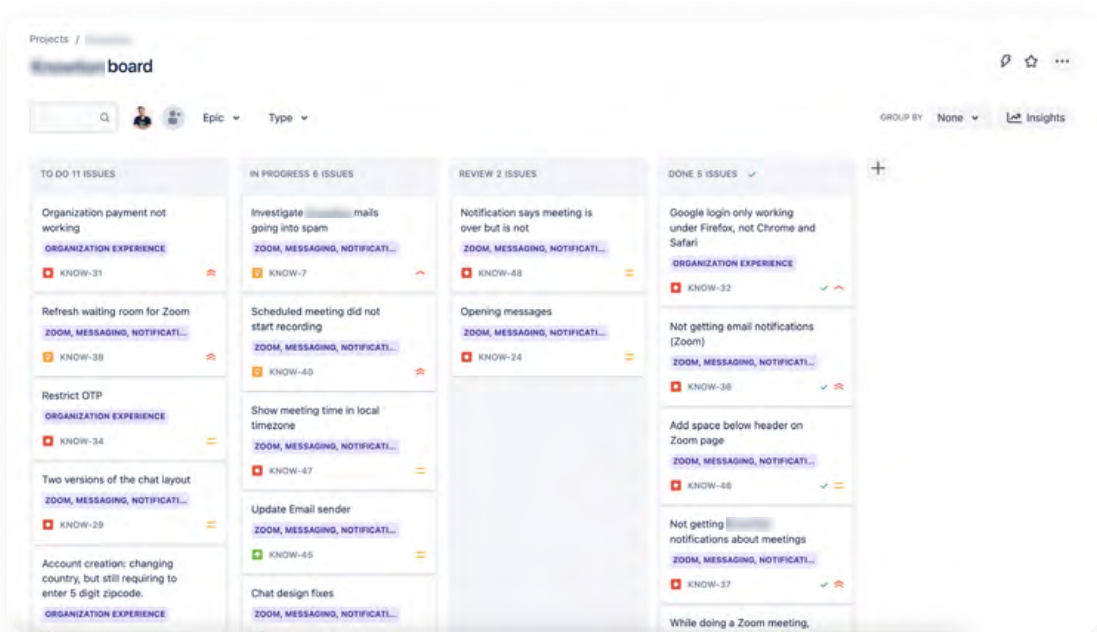 Projects /
board
Epic
Type
GROUP BY
None
Insights
TO DO 11 ISSUES
Organization payment not
working
ORGANIZATION EXPERIENCE
KNOW-31
Refresh waiting room for Zoom
ZOOM, MESSAGING, NOTIFICATI...
KNOW-38
Restrict OTP
ORGANIZATION EXPERIENCE
KNOW-34
Two versions of the chat layout
ZOOM, MESSAGING, NOTIFICATI...
KNOW-29
Account creation: changing
country, but still requiring to
enter 5 digit zipcode.
ORGANIZATION EXPERIENCE
IN PROGRESS 6 ISSUES
Investigate mails
going into spam
ZOOM, MESSAGING, NOTIFICATI...
KNOW-7
Scheduled meeting did not
start recording
ZOOM, MESSAGING, NOTIFICATI...
KNOW-40
Show meeting time in local
timezone
ZOOM, MESSAGING, NOTIFICATI...
KNOW-47
Update Email sender
ZOOM, MESSAGING, NOTIFICATI...
KNOW-45
Chat design fixes
ZOOM, MESSAGING, NOTIFICATI...
REVIEW 2 ISSUES
Notification says meeting is
over but is not
ZOOM, MESSAGING, NOTIFICATI...
KNOW-48
Opening messages
ZOOM, MESSAGING, NOTIFICATI...
KNOW-24
DONE 5 ISSUES
Google login only working
under Firefox, not Chrome and
Safari
ORGANIZATION EXPERIENCE
KNOW-32
Not getting email notifications
(Zoom)
ZOOM, MESSAGING, NOTIFICATI...
KNOW-36
Add space below header on
Zoom page
ZOOM, MESSAGING, NOTIFICATI...
KNOW-46
Not getting
notifications about meetings
ZOOM, MESSAGING, NOTIFICATI...
KNOW-37
While doing a Zoom meeting,